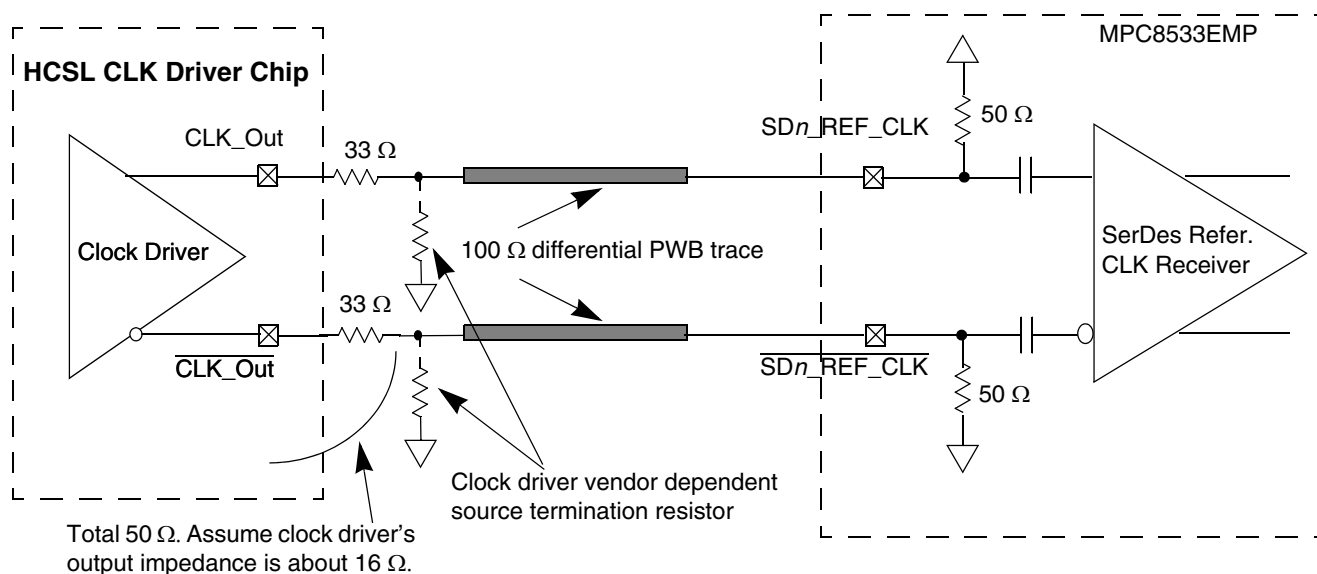 MPC8533EMP
HCSL CLK Driver Chip
CLK_Out
33 Ω
SDn_REF_CLK
50 Ω
Clock Driver
100 Ω differential PWB trace
SerDes Refer.
CLK Receiver
33 Ω
CLK_Out
SDn_REF_CLK
50 Ω
Clock driver vendor dependent
source termination resistor
Total 50 Ω. Assume clock driver's
output impedance is about 16 Ω.